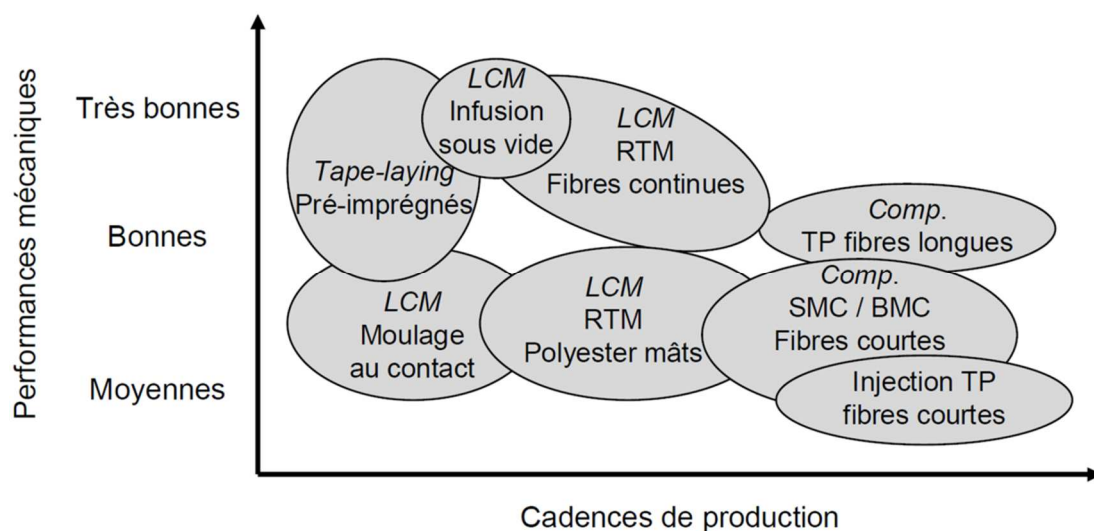 Performances mécaniques
Très bonnes
Bonnes
Moyennes
Tape-laying
Pré-imprégnés
LCM
Infusion
sous vide
LCM
RTM
Fibres continues
Comp.
TP fibres longues
LCM
Moulage
au contact
LCM
RTM
Polyester mâts
Comp.
SMC / BMC
Fibres courtes
Injection TP
fibres courtes
Cadences de production